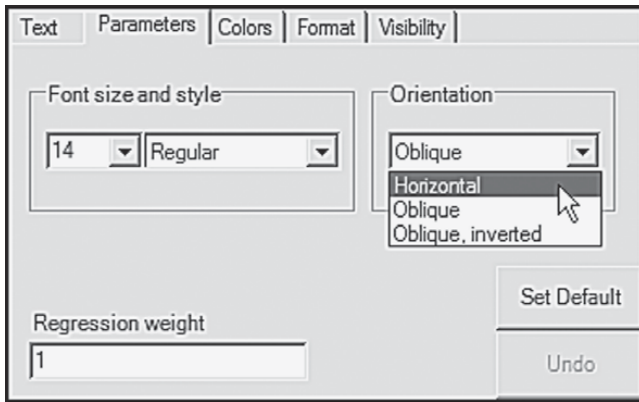 Text Parameters Colors Format Visibility
Font size and style
14 Regular
Orientation
Oblique
Horizontal
Oblique
Oblique, inverted
Regression weight
1
Set Default
Undo